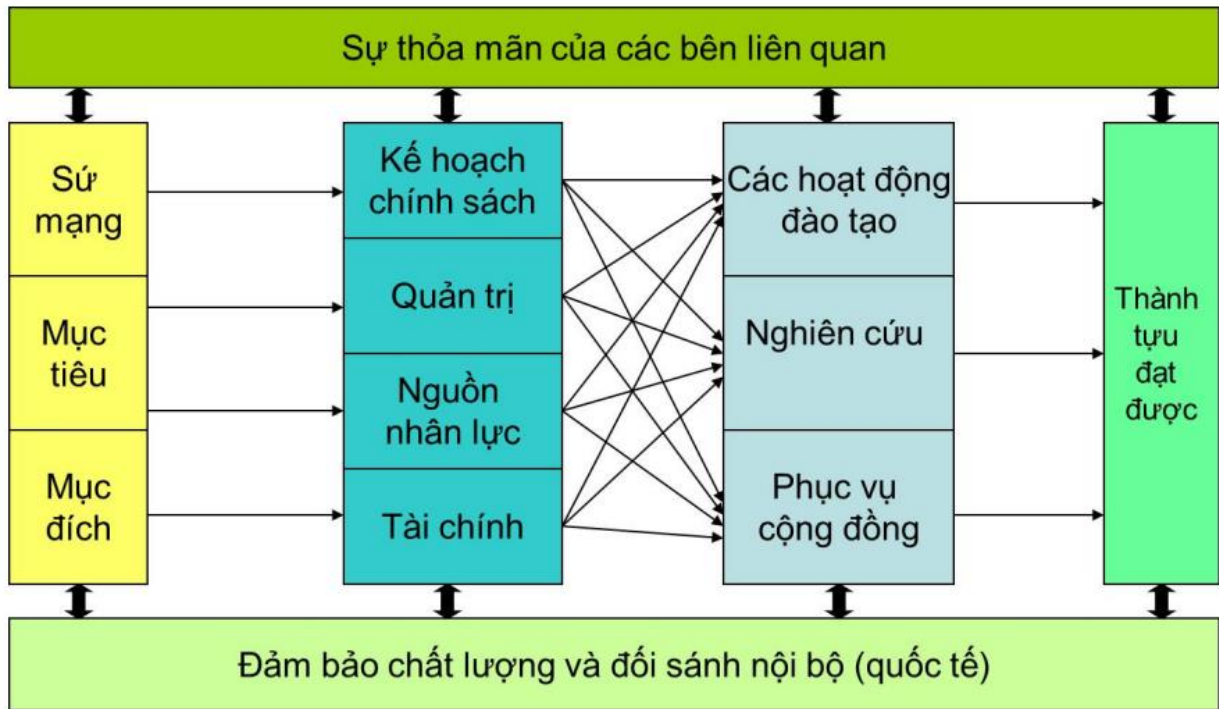 Sự thỏa mãn của các bên liên quan
Sứ
mạng
Mục
tiêu
Mục
đích
Kế hoạch
chính sách
Quản trị
Nguồn
nhân lực
Tài chính
Các hoạt động
đào tạo
Nghiên cứu
Phục vụ
cộng đồng
Thành
tựu
đạt
được
Đảm bảo chất lượng và đối sánh nội bộ (quốc tế)